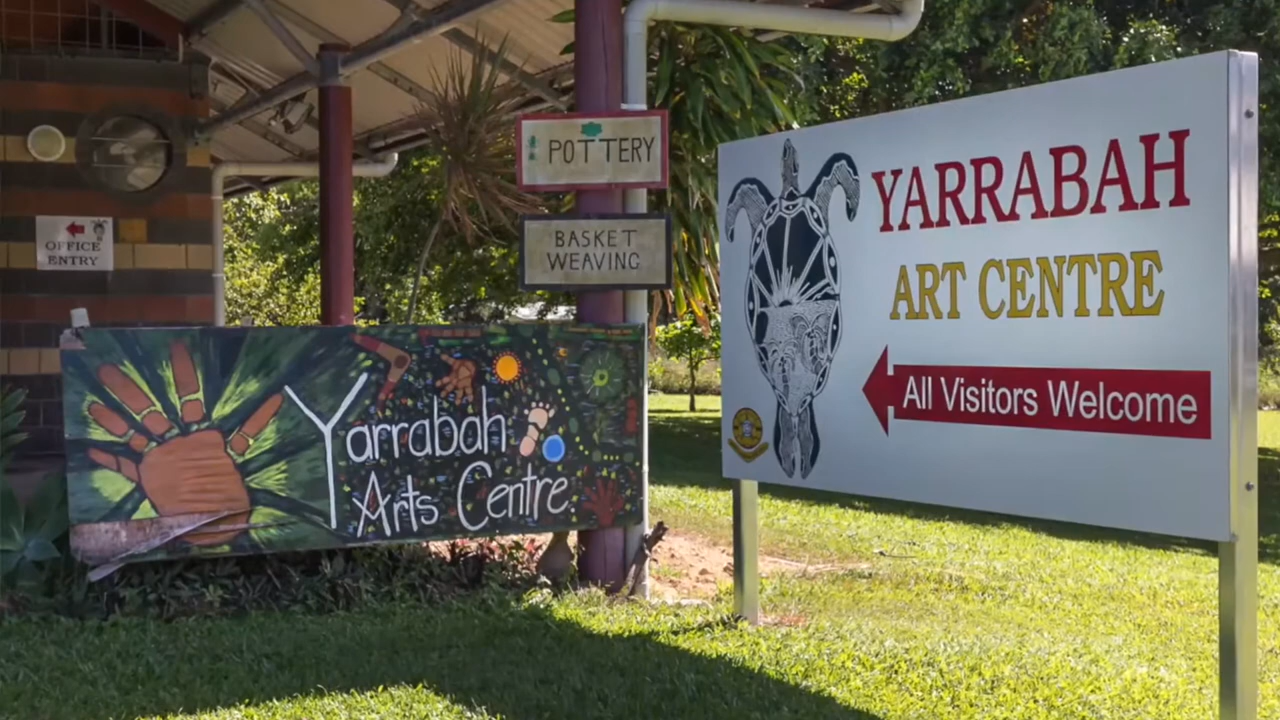 POTTERY
BASKET
WEAVING
OFFICE
ENTRY
Yarrabah
Arts Centre
YARRABAH
ART CENTRE
All Visitors Welcome